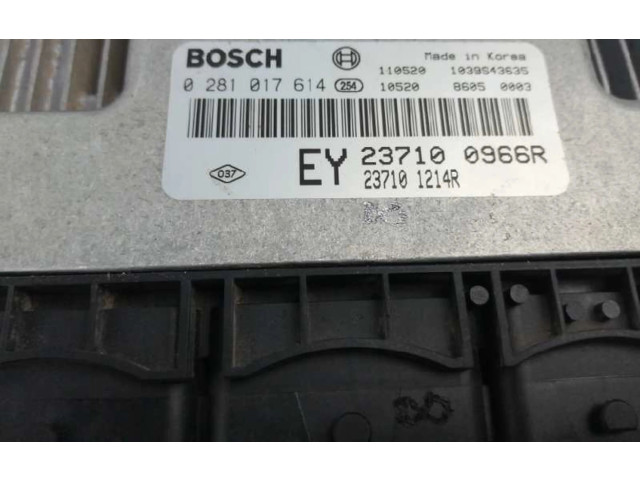 BOSCH Made in Korea
110520 1039S43635
0 281 017 614 254 10520 B605 0003
037 EY 23710 0966R
23710 1214R